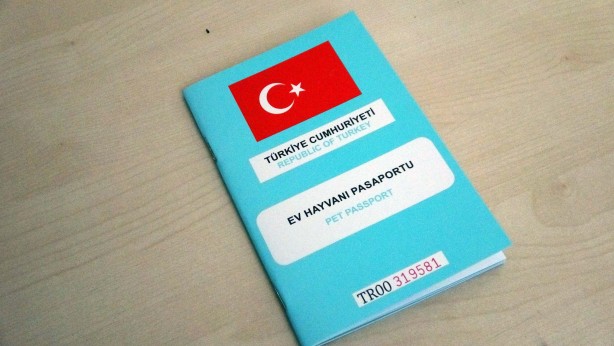 TÜRKİYE CUMHURİYETİ
REPUBLIC OF TURKEY
EV HAYVANI PASAPORTU
PET PASSPORT
TR00 319581